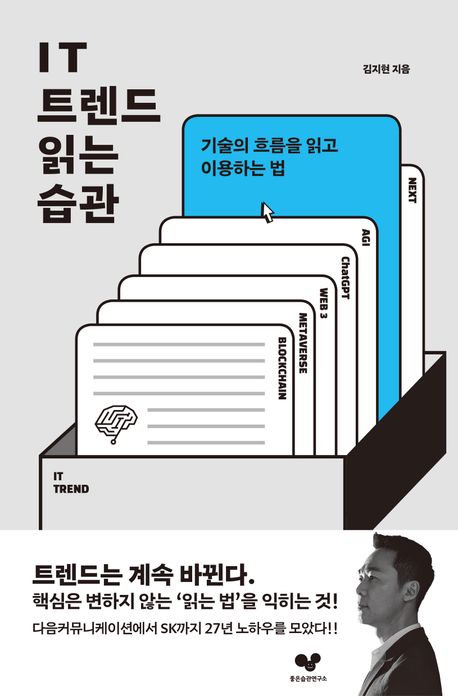 IT
트렌드
읽는
습관
김지현 지음
기술의 흐름을 읽고
이용하는 법
NEXT
AGI
ChatGPT
WEB 3
METAVERSE
BLOCKCHAIN
IT
TREND
트렌드는 계속 바뀐다.
핵심은 변하지 않는 ‘읽는 법’을 익히는 것!
다음커뮤니케이션에서 SK까지 27년 노하우를 모았다!!
좋은습관연구소